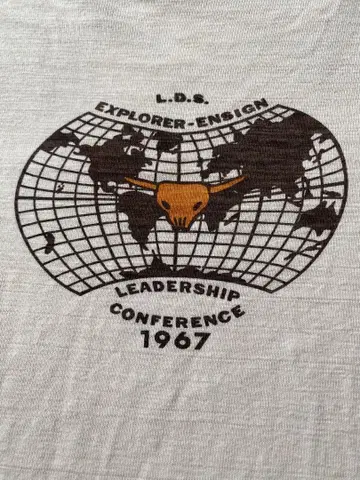 L.D.S.
EXPLORER-ENSIGN
LEADERSHIP
CONFERENCE
1967